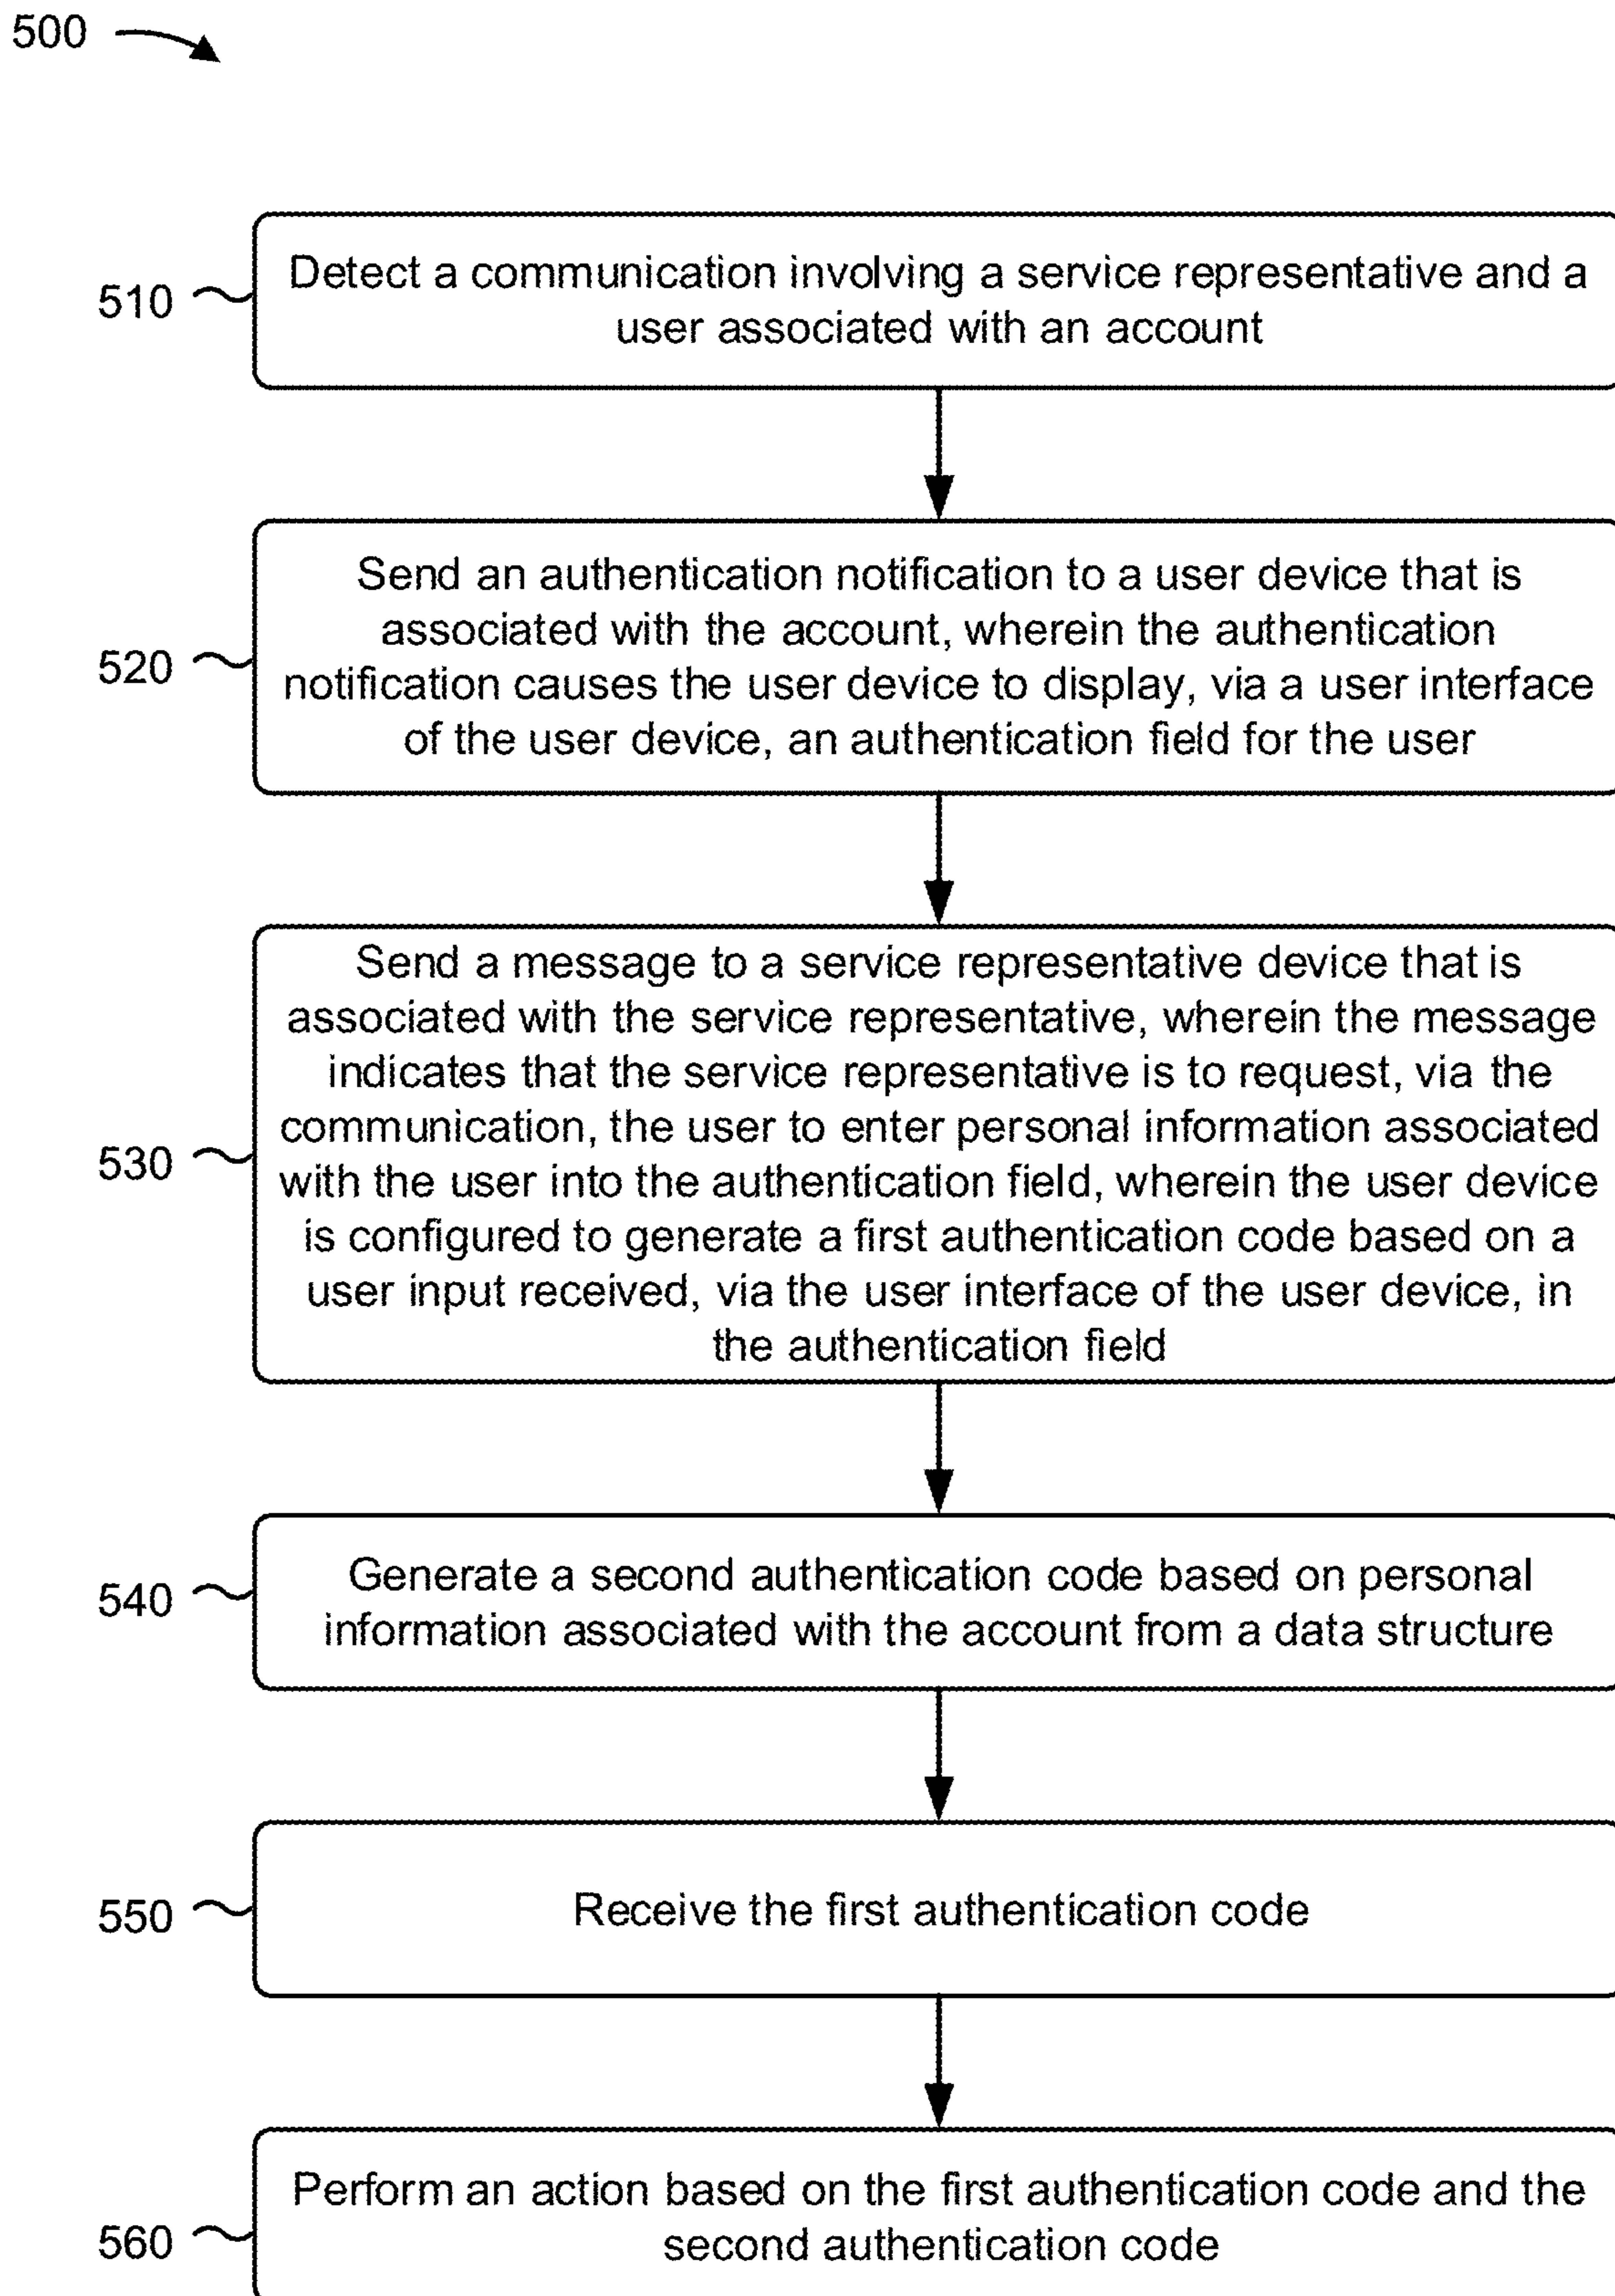 500
510
Detect a communication involving a service representative and a
user associated with an account
520
Send an authentication notification to a user device that is
associated with the account, wherein the authentication
notification causes the user device to display, via a user interface
of the user device, an authentication field for the user
530
Send a message to a service representative device that is
associated with the service representative, wherein the message
indicates that the service representative is to request, via the
communication, the user to enter personal information associated
with the user into the authentication field, wherein the user device
is configured to generate a first authentication code based on a
user input received, via the user interface of the user device, in
the authentication field
540
Generate a second authentication code based on personal
information associated with the account from a data structure
550
Receive the first authentication code
560
Perform an action based on the first authentication code and the
second authentication code